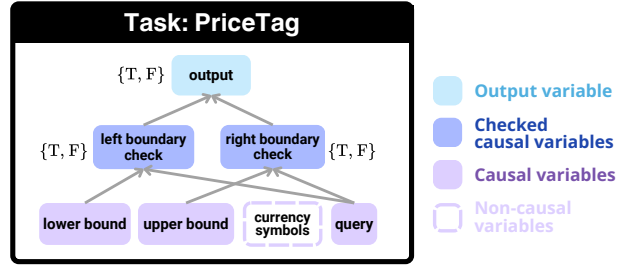 Task: PriceTag
{T, F}
output
{T, F}
left boundary
check
right boundary
check
{T, F}
lower bound
upper bound
currency
symbols
query
Output variable
Checked
causal variables
Causal variables
Non-causal
variables